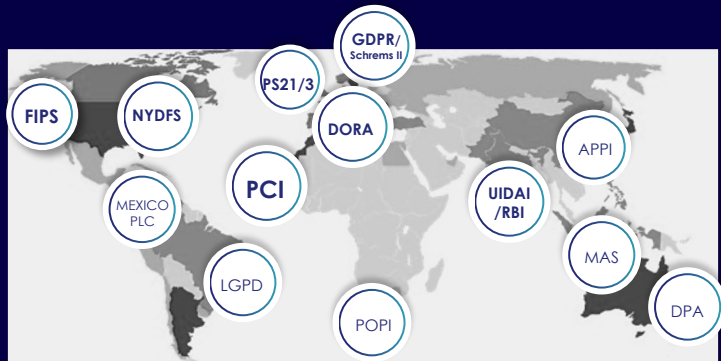 GDPR/
Schrems II
PS21/3
FIPS
NYDFS
DORA
APPI
PCI
UIDAI
/RBI
MEXICO
PLC
MAS
LGPD
POPI
DPA